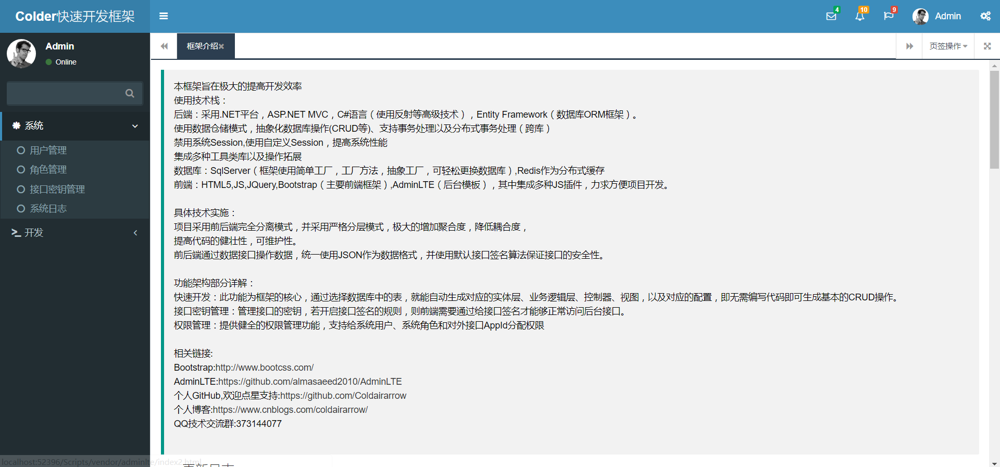 Colder快速开发框架
4
10
9
Admin
Admin
Online
框架介绍
页签操作
系统
用户管理
角色管理
接口密钥管理
系统日志
开发
本框架旨在极大的提高开发效率
使用技术栈：
后端：采用.NET平台，ASP.NET MVC，C#语言（使用反射等高级技术），Entity Framework（数据库ORM框架）。
使用数据仓储模式，抽象化数据库操作(CRUD等)、支持事务处理以及分布式事务处理（跨库）
禁用系统Session,使用自定义Session，提高系统性能
集成多种工具类库以及操作拓展
数据库：SqlServer（框架使用简单工厂，工厂方法，抽象工厂，可轻松更换数据库）,Redis作为分布式缓存
前端：HTML5,JS,JQuery,Bootstrap（主要前端框架）,AdminLTE（后台模板），其中集成多种JS插件，力求方便项目开发。
具体技术实施：
项目采用前后端完全分离模式，并采用严格分层模式，极大的增加聚合度，降低耦合度，
提高代码的健壮性，可维护性。
前后端通过数据接口操作数据，统一使用JSON作为数据格式，并使用默认接口签名算法保证接口的安全性。
功能架构部分详解：
快速开发：此功能为框架的核心，通过选择数据库中的表，就能自动生成对应的实体层、业务逻辑层、控制器、视图，以及对应的配置，即无需编写代码即可生成基本的CRUD操作。
接口密钥管理：管理接口的密钥，若开启接口签名的规则，则前端需要通过给接口签名才能够正常访问后台接口。
权限管理：提供健全的权限管理功能，支持给系统用户、系统角色和对外接口AppId分配权限
相关链接:
Bootstrap:http://www.bootcss.com/
AdminLTE:https://github.com/almasaeed2010/AdminLTE
个人GitHub,欢迎点星支持:https://github.com/Coldairarrow
个人博客:https://www.cnblogs.com/coldairarrow/
QQ技术交流群:373144077
更新日志
localhost:52396/Scripts/vendor/adminlte/index2.html